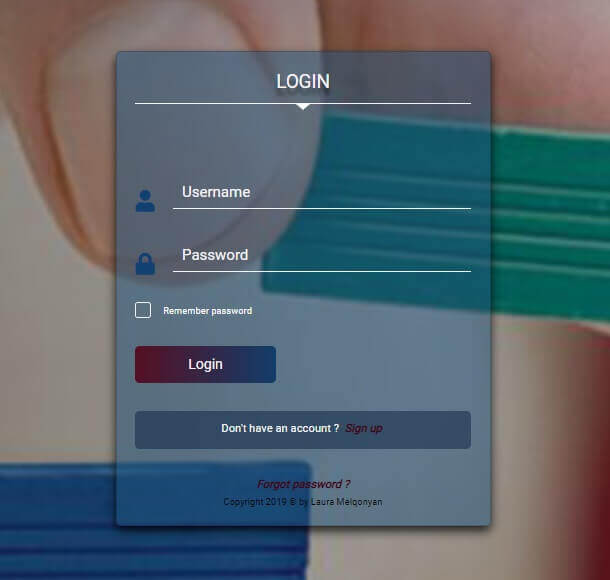 LOGIN
Username
Password
Remember password
Login
Don't have an account ? Sign up
Forgot password ?
Copyright 2019 © by Laura Melqonyan